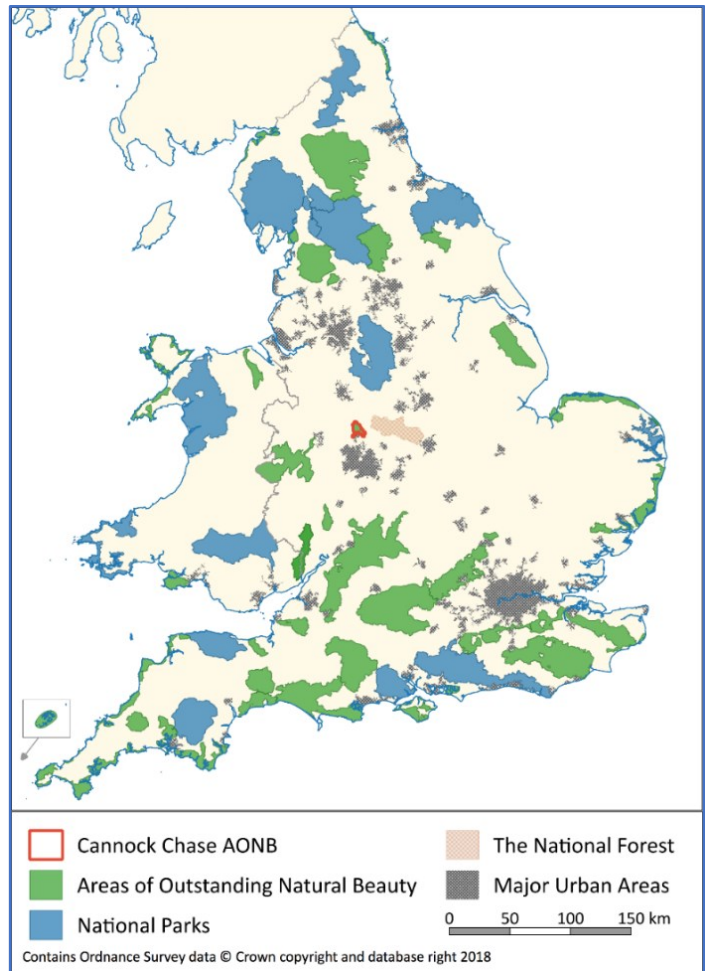 Cannock Chase AONB
Areas of Outstanding Natural Beauty
National Parks
The National Forest
Major Urban Areas
0 50 100 150 km
Contains Ordnance Survey data © Crown copyright and database right 2018